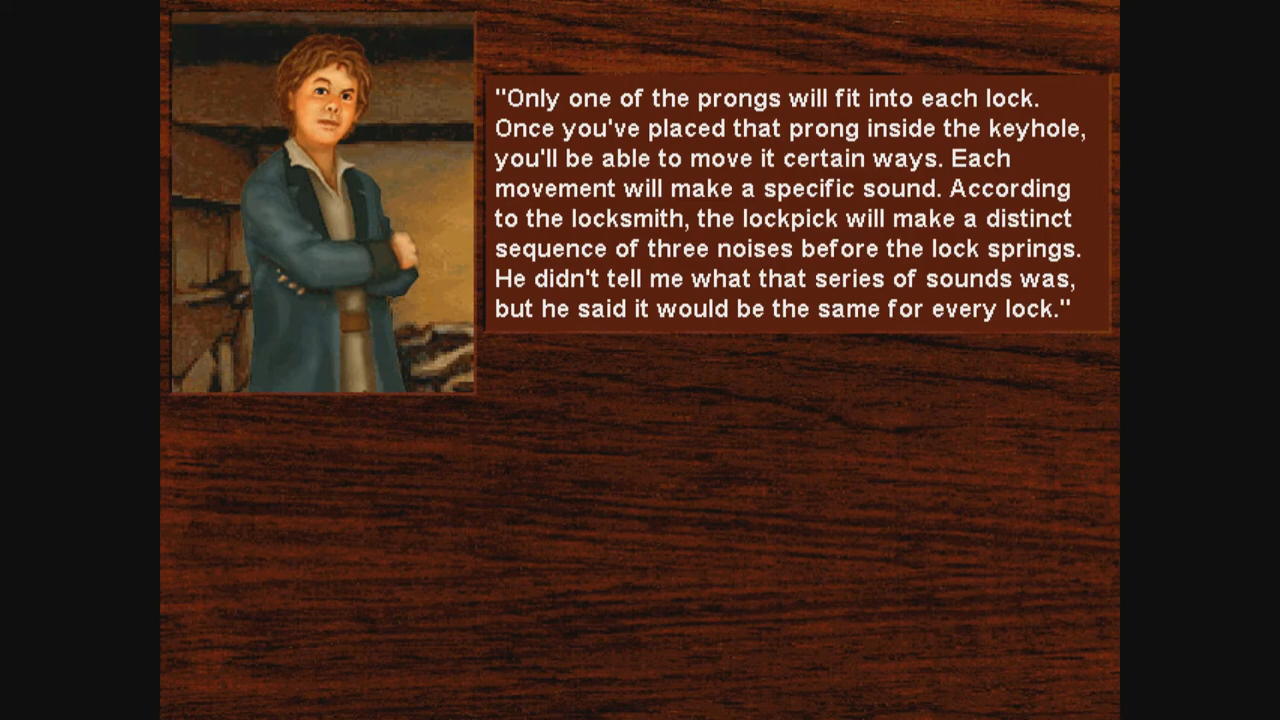 "Only one of the prongs will fit into each lock.
Once you've placed that prong inside the keyhole,
you'll be able to move it certain ways. Each
movement will make a specific sound. According
to the locksmith, the lockpick will make a distinct
sequence of three noises before the lock springs.
He didn't tell me what that series of sounds was,
but he said it would be the same for every lock."